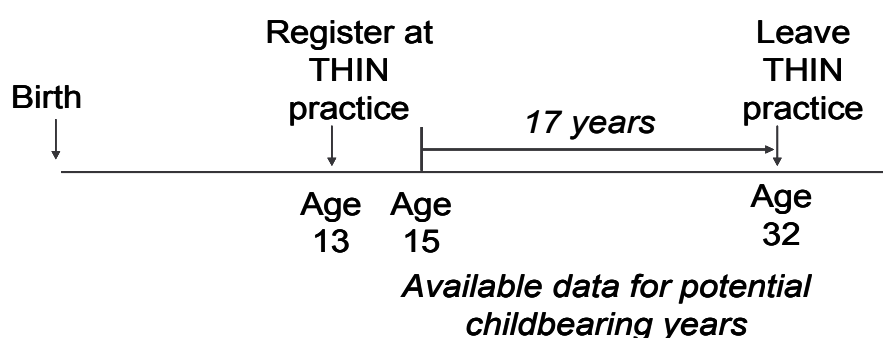 Birth
Register at
THIN
practice
17 years
Leave
THIN
practice
Age
13
Age
15
Age
32
Available data for potential
childbearing years